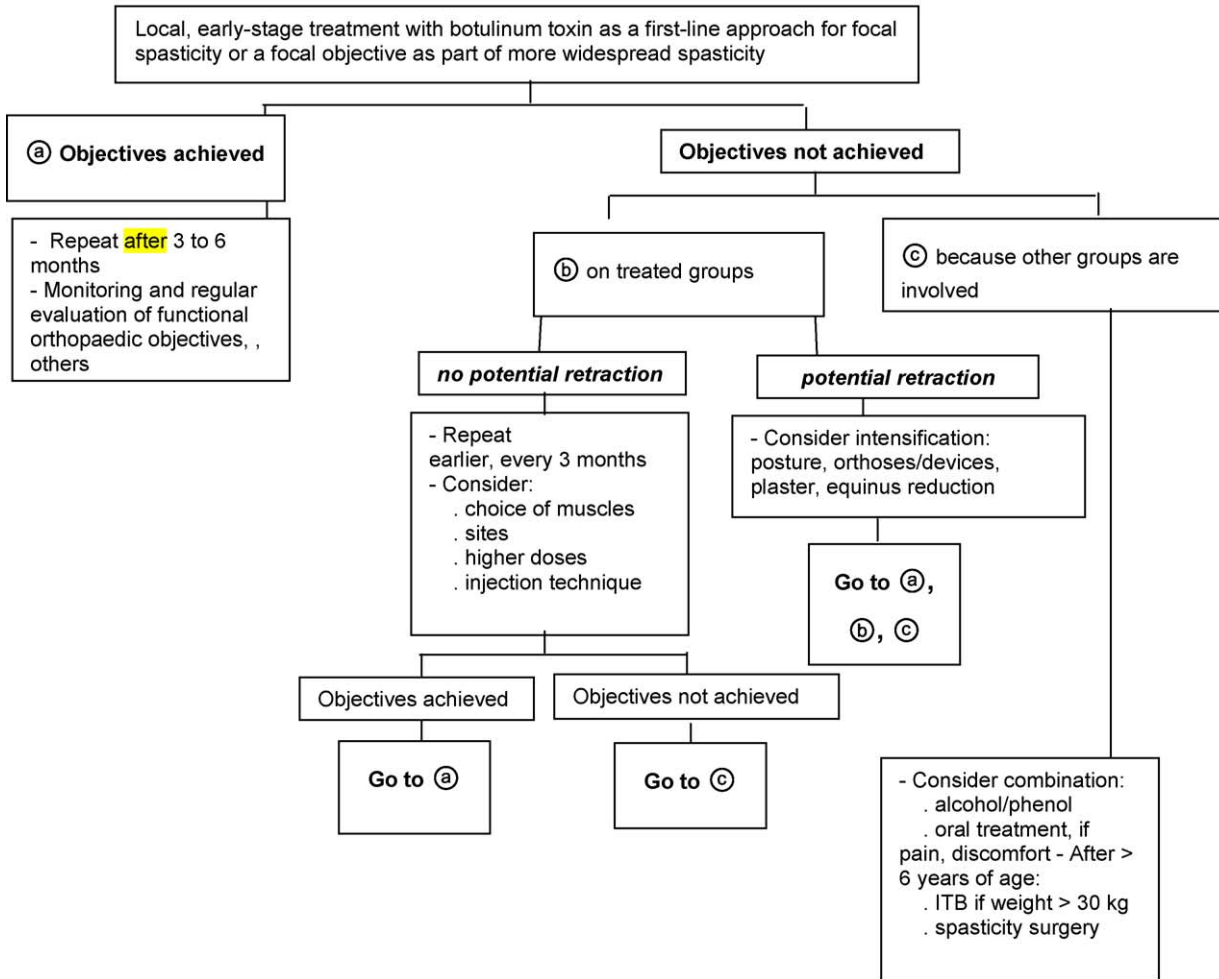 Local, early-stage treatment with botulinum toxin as a first-line approach for focal
spasticity or a focal objective as part of more widespread spasticity
ⓐ Objectives achieved
Objectives not achieved
- Repeat after 3 to 6
months
- Monitoring and regular
evaluation of functional
orthopaedic objectives, ,
others
ⓑ on treated groups
ⓒ because other groups are
involved
no potential retraction
potential retraction
- Repeat
earlier, every 3 months
- Consider:
. choice of muscles
. sites
. higher doses
. injection technique
- Consider intensification:
posture, orthoses/devices,
plaster, equinus reduction
Go to ⓐ,
ⓑ, ⓒ
Objectives achieved
Objectives not achieved
Go to ⓐ
Go to ⓒ
- Consider combination:
. alcohol/phenol
. oral treatment, if
pain, discomfort - After >
6 years of age:
. ITB if weight > 30 kg
. spasticity surgery